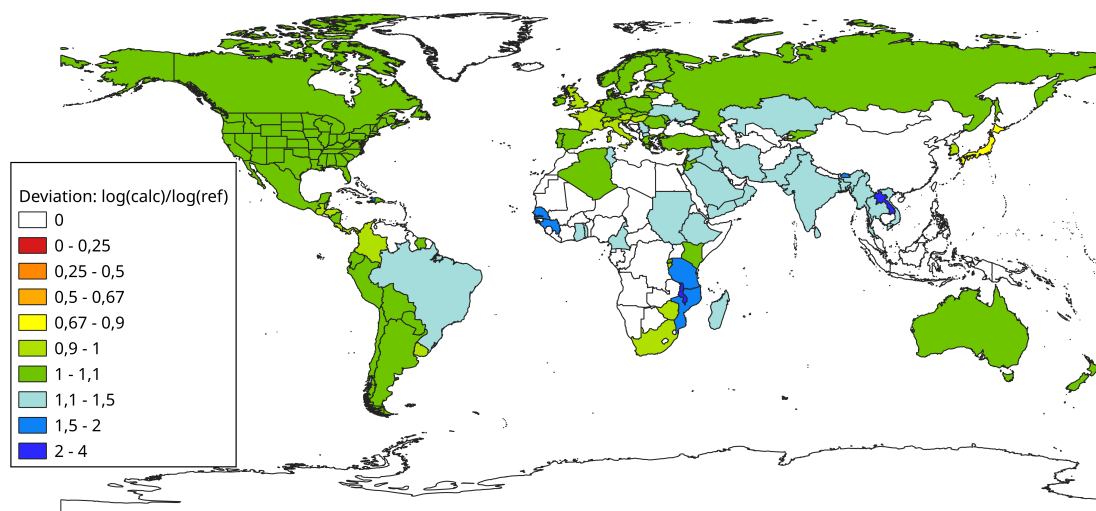 Deviation: log(calc)/log(ref)
0
0 - 0,25
0,25 - 0,5
0,5 - 0,67
0,67 - 0,9
0,9 - 1
1 - 1,1
1,1 - 1,5
1,5 - 2
2 - 4